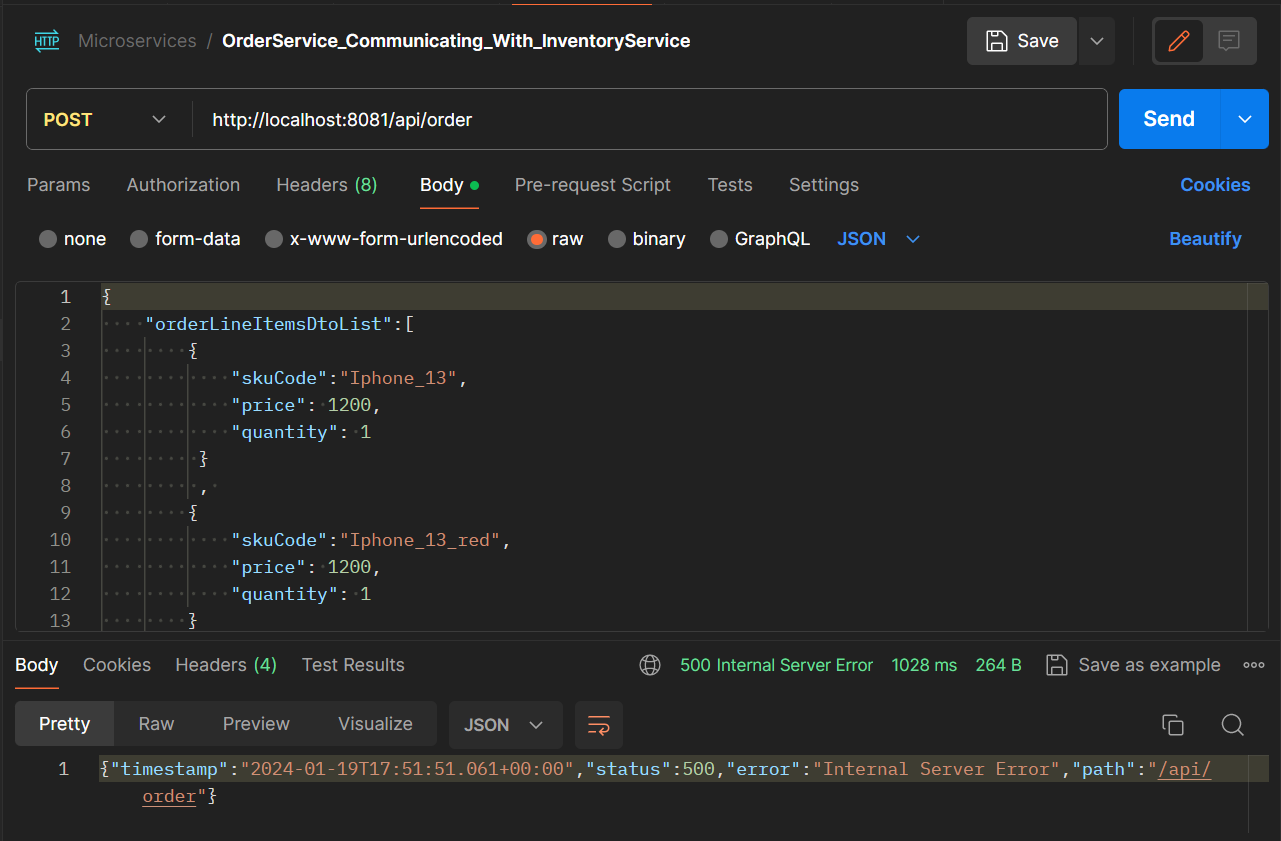 HTTP Microservices / OrderService_Communicating_With_InventoryService Save
POST http://localhost:8081/api/order Send
Params Authorization Headers (8) Body Pre-request Script Tests Settings Cookies
none form-data x-www-form-urlencoded raw binary GraphQL JSON Beautify
1 {
2 "orderLineItemsDtoList":[
3 {
4 "skuCode":"Iphone_13",
5 "price": 1200,
6 "quantity": 1
7 }
8 ,
9 {
10 "skuCode":"Iphone_13_red",
11 "price": 1200,
12 "quantity": 1
13 }
Body Cookies Headers (4) Test Results 500 Internal Server Error 1028 ms 264 B Save as example
Pretty Raw Preview Visualize JSON
1 {"timestamp":"2024-01-19T17:51:51.061+00:00","status":500,"error":"Internal Server Error","path":"/api/
order"}